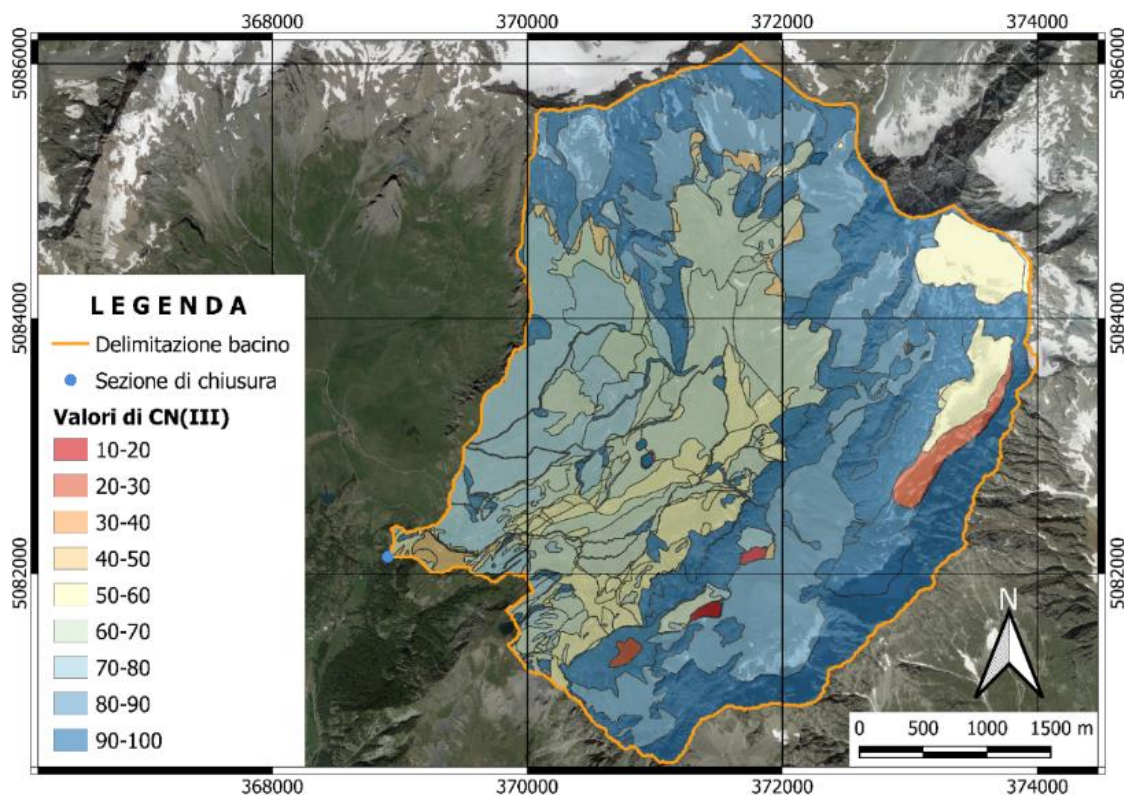 368000 370000 372000 374000
5086000 5086000
5084000 5084000
5082000 5082000
LEGENDA
Delimitazione bacino
Sezione di chiusura
Valori di CN(III)
10-20
20-30
30-40
40-50
50-60
60-70
70-80
80-90
90-100
N
0 500 1000 1500 m
368000 370000 372000 374000